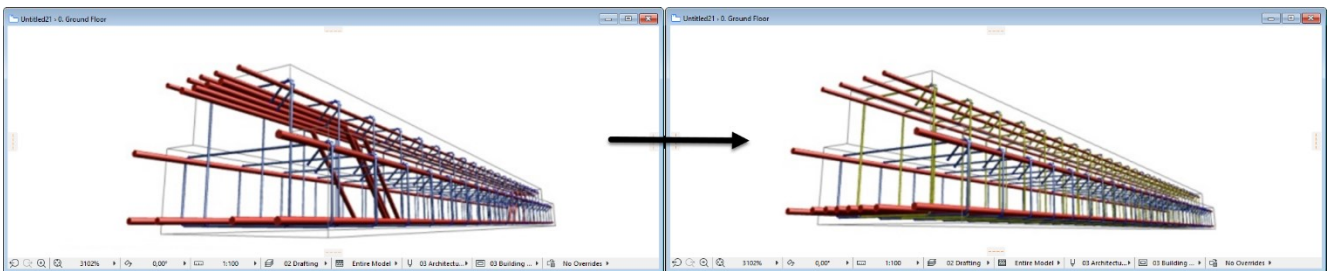 Untitled21 › 0. Ground Floor
3102% 0,00° 1:100 02 Drafting Entire Model 03 Architectu... 03 Building ... No Overrides
Untitled21 › 0. Ground Floor
3102% 0,00° 1:100 02 Drafting Entire Model 03 Architectu... 03 Building ... No Overrides